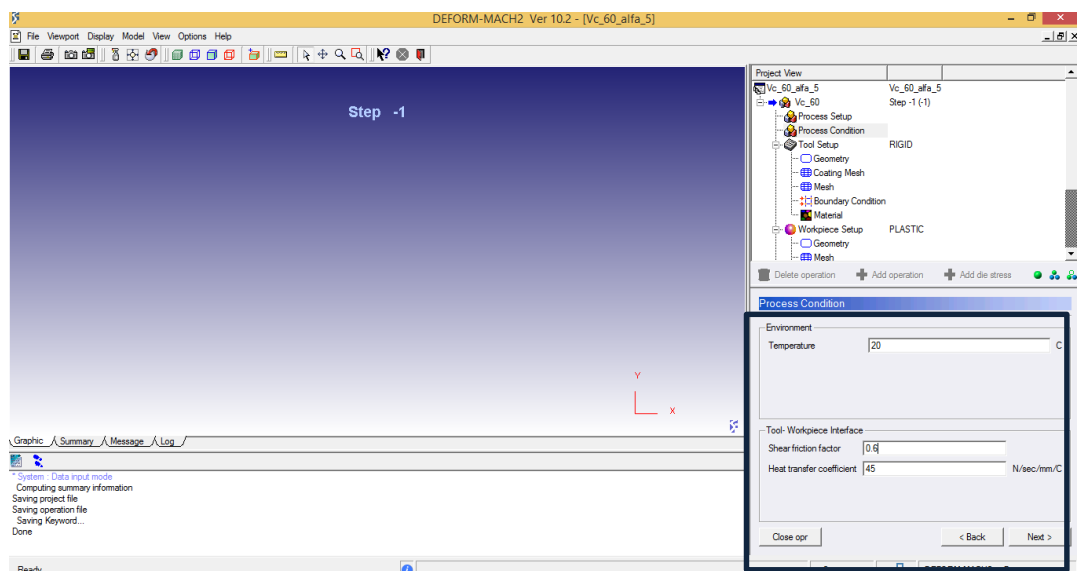 DEFORM-MACH2 Ver 10.2 - [Vc_60_alfa_5]
File Viewport Display Model View Options Help
Step -1
Y
X
Graphic Summary Message Log
* System : Data input mode
Computing summary information
Saving project file
Saving operation file
Saving Keyword...
Done
Ready
Project View
Vc_60_alfa_5 Vc_60_alfa_5
Vc_60 Step -1 (-1)
Process Setup
Process Condition
Tool Setup RIGID
Geometry
Coating Mesh
Mesh
Boundary Condition
Material
Workpiece Setup PLASTIC
Geometry
Mesh
Delete operation Add operation Add die stress
Process Condition
Environment
Temperature 20 C
Tool- Workpiece Interface
Shear friction factor 0.6
Heat transfer coefficient 45 N/sec/mm/C
Close opr < Back Next >